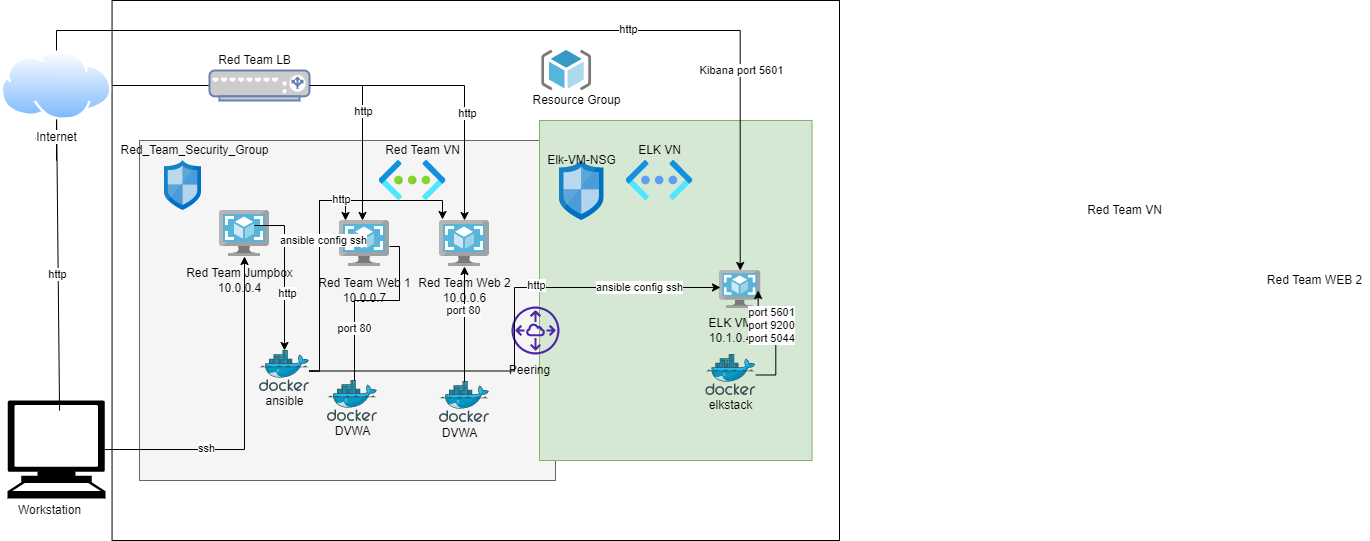 http
Red Team LB
Kibana port 5601
Resource Group
http
http
Internet
Red_Team_Security_Group
Red Team VN
Elk-VM-NSG
ELK VN
http
Red Team VN
ansible config ssh
Red Team Jumpbox
10.0.0.4
Red Team Web 1
10.0.0.7
Red Team Web 2
10.0.0.6
http
http
http
ansible config ssh
Red Team WEB 2
port 80
port 80
ELK VM
10.1.0.
port 5601
port 9200
port 5044
Peering
docker
ansible
docker
DVWA
docker
DVWA
docker
elkstack
ssh
Workstation